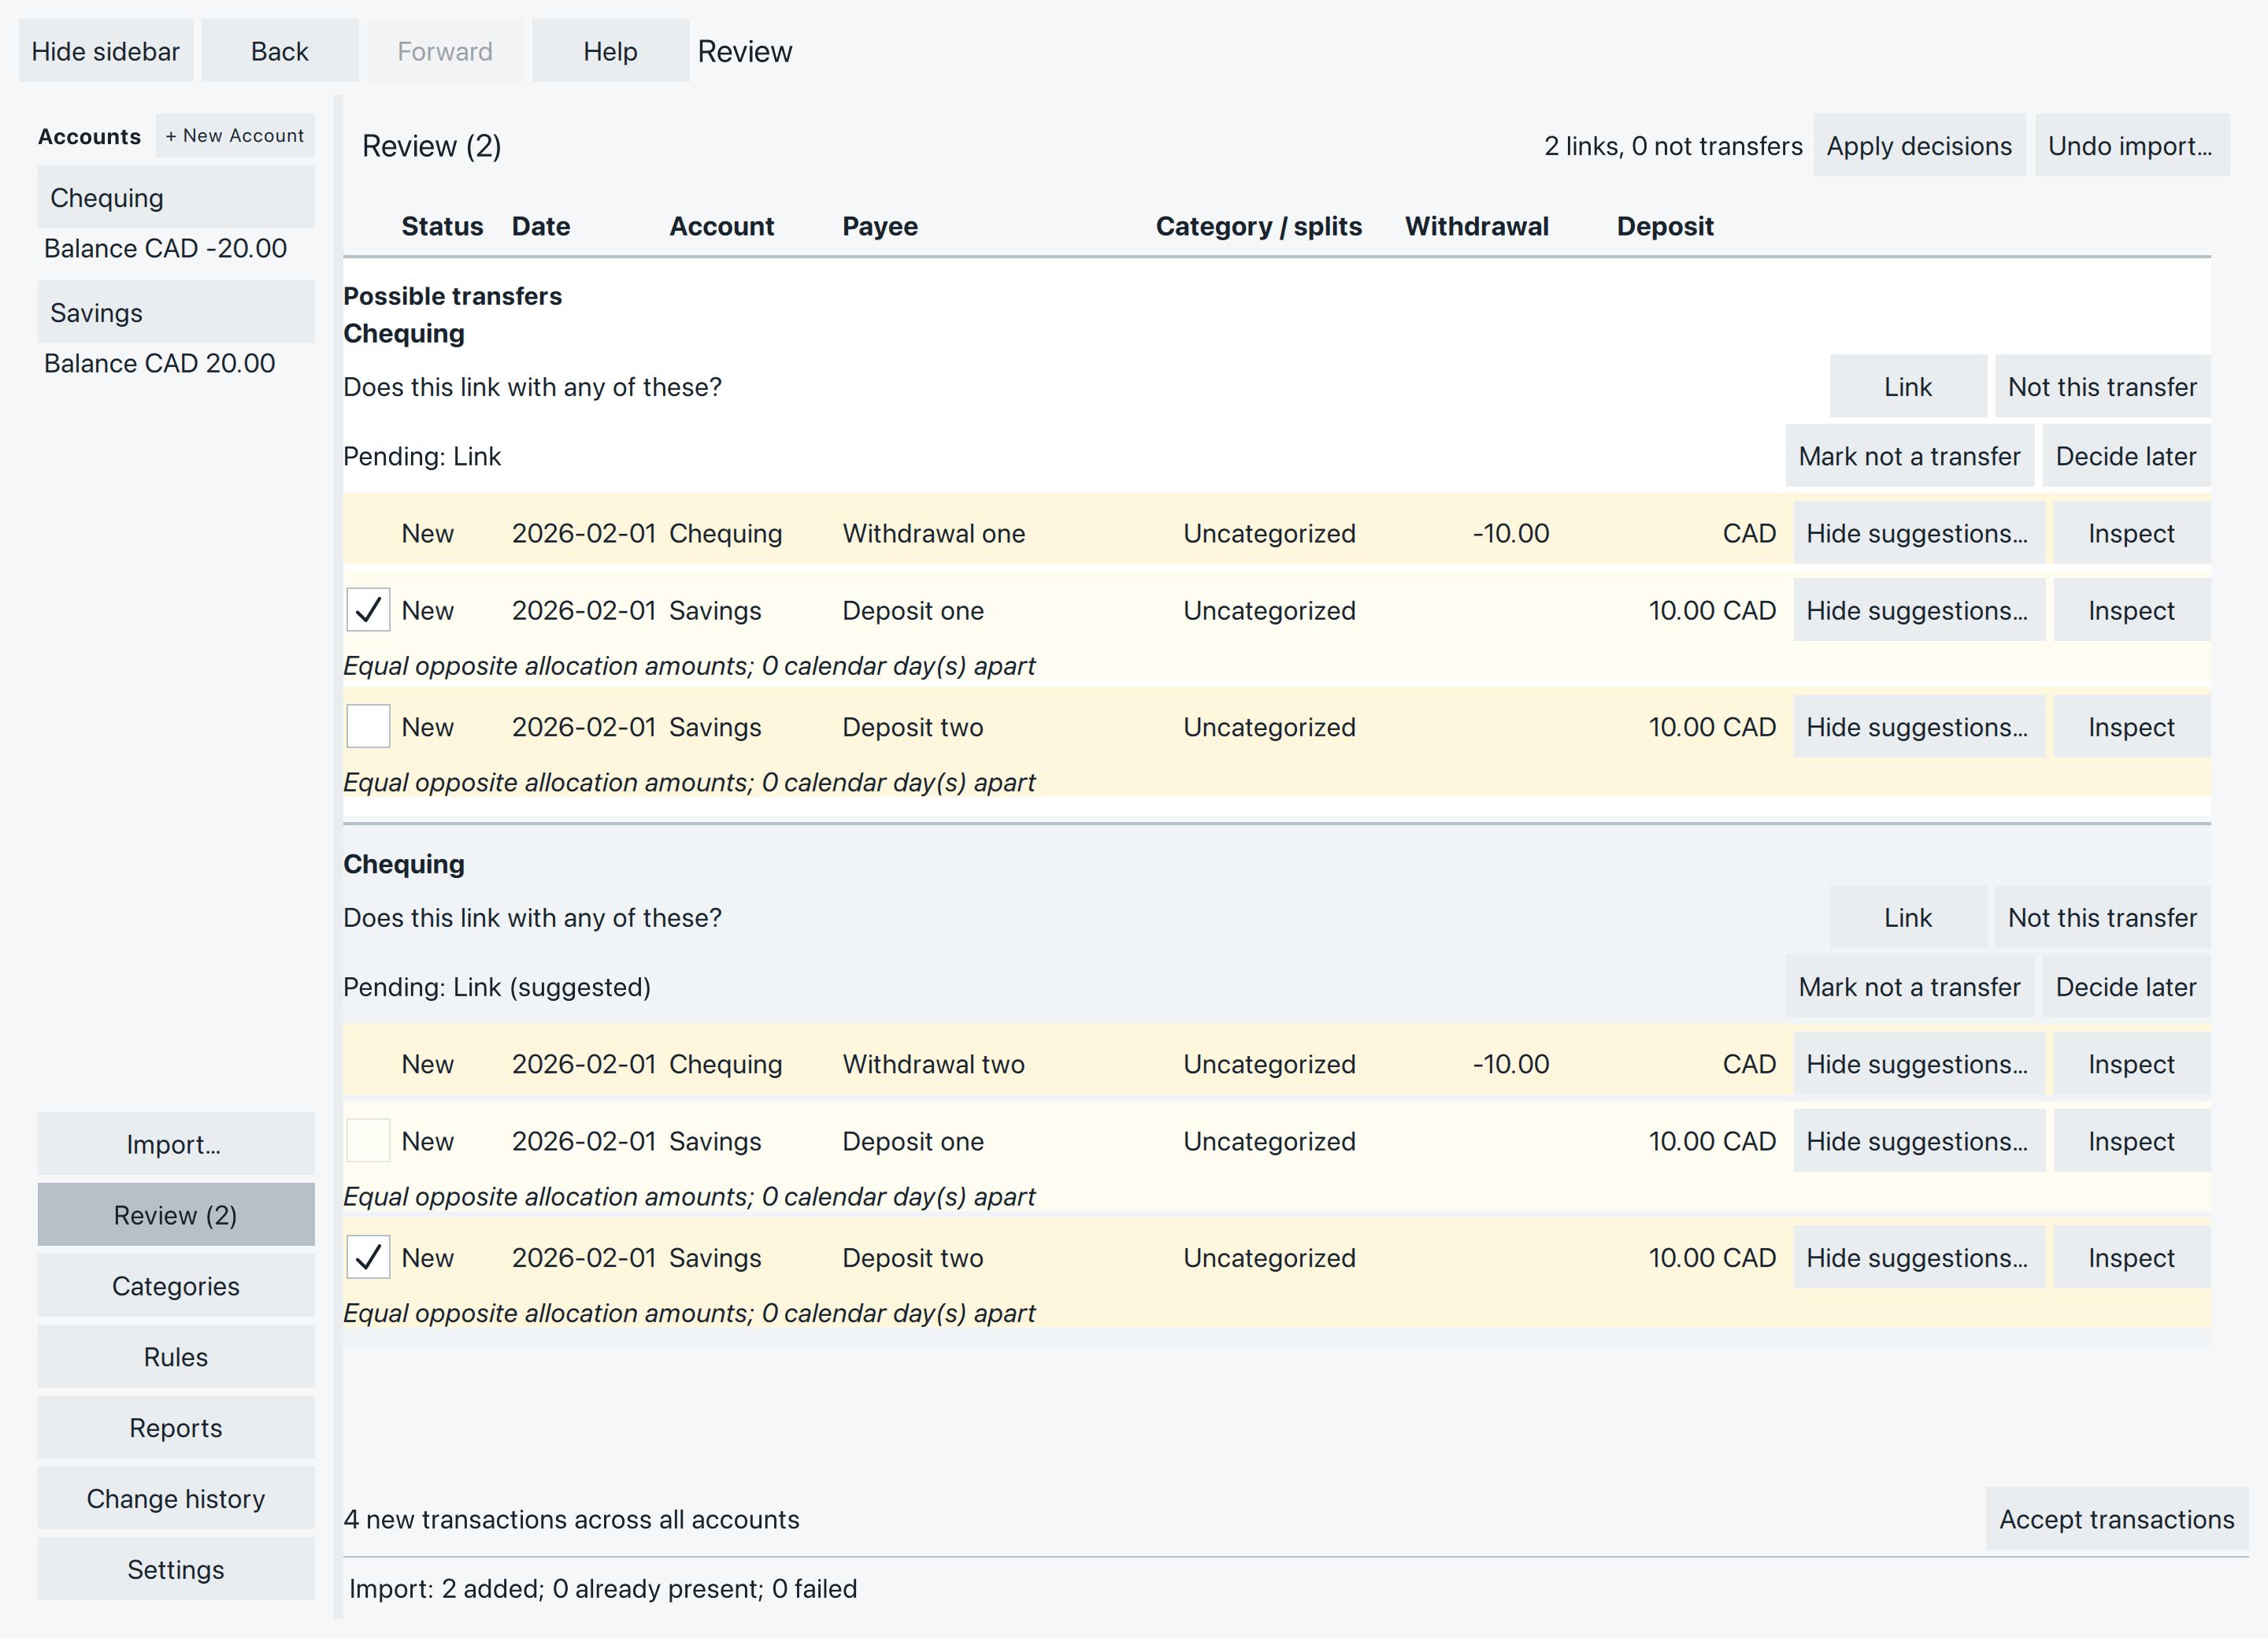 Hide sidebar Back Forward Help Review
Accounts + New Account
Chequing
Balance CAD -20.00
Savings
Balance CAD 20.00
Import...
Review (2)
Categories
Rules
Reports
Change history
Settings
Review (2) 2 links, 0 not transfers Apply decisions Undo import...
Status Date Account Payee Category / splits Withdrawal Deposit
Possible transfers
Chequing
Does this link with any of these? Link Not this transfer
Pending: Link Mark not a transfer Decide later
New 2026-02-01 Chequing Withdrawal one Uncategorized -10.00 CAD Hide suggestions... Inspect
New 2026-02-01 Savings Deposit one Uncategorized 10.00 CAD Hide suggestions... Inspect
Equal opposite allocation amounts; 0 calendar day(s) apart
New 2026-02-01 Savings Deposit two Uncategorized 10.00 CAD Hide suggestions... Inspect
Equal opposite allocation amounts; 0 calendar day(s) apart
Chequing
Does this link with any of these? Link Not this transfer
Pending: Link (suggested) Mark not a transfer Decide later
New 2026-02-01 Chequing Withdrawal two Uncategorized -10.00 CAD Hide suggestions... Inspect
New 2026-02-01 Savings Deposit one Uncategorized 10.00 CAD Hide suggestions... Inspect
Equal opposite allocation amounts; 0 calendar day(s) apart
New 2026-02-01 Savings Deposit two Uncategorized 10.00 CAD Hide suggestions... Inspect
Equal opposite allocation amounts; 0 calendar day(s) apart
4 new transactions across all accounts Accept transactions
Import: 2 added; 0 already present; 0 failed